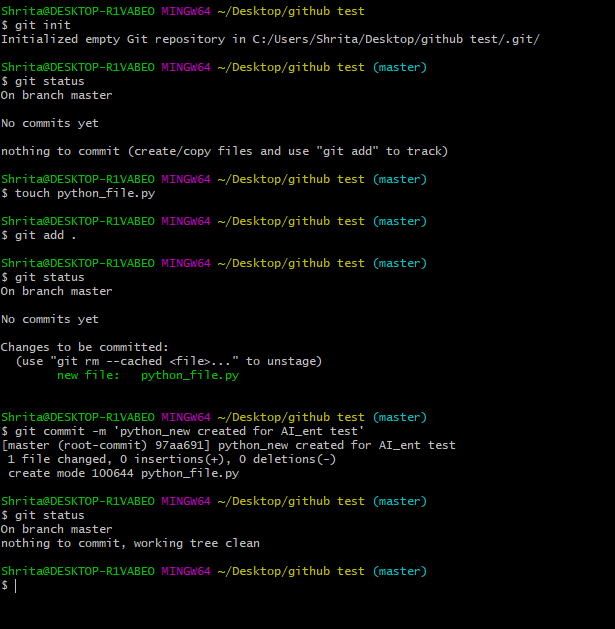 Shrita@DESKTOP-R1VABEO MINGW64 ~/Desktop/github test
$ git init
Initialized empty Git repository in C:/Users/Shrita/Desktop/github test/.git/
Shrita@DESKTOP-R1VABEO MINGW64 ~/Desktop/github test (master)
$ git status
On branch master
No commits yet
nothing to commit (create/copy files and use "git add" to track)
Shrita@DESKTOP-R1VABEO MINGW64 ~/Desktop/github test (master)
$ touch python_file.py
Shrita@DESKTOP-R1VABEO MINGW64 ~/Desktop/github test (master)
$ git add .
Shrita@DESKTOP-R1VABEO MINGW64 ~/Desktop/github test (master)
$ git status
On branch master
No commits yet
Changes to be committed:
  (use "git rm --cached <file>..." to unstage)
        new file:   python_file.py
Shrita@DESKTOP-R1VABEO MINGW64 ~/Desktop/github test (master)
$ git commit -m 'python_new created for AI_ent test'
[master (root-commit) 97aa691] python_new created for AI_ent test
 1 file changed, 0 insertions(+), 0 deletions(-)
 create mode 100644 python_file.py
Shrita@DESKTOP-R1VABEO MINGW64 ~/Desktop/github test (master)
$ git status
On branch master
nothing to commit, working tree clean
Shrita@DESKTOP-R1VABEO MINGW64 ~/Desktop/github test (master)
$